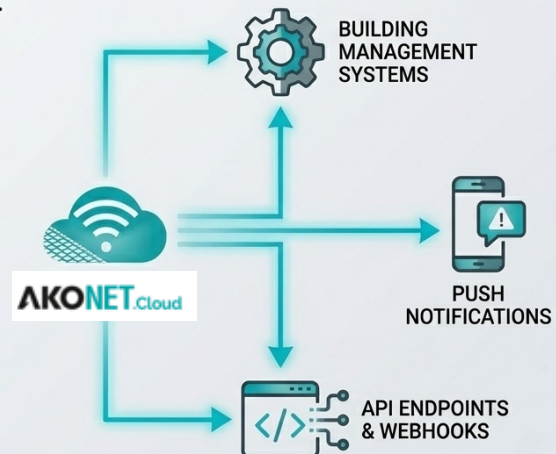 BUILDING
MANAGEMENT
SYSTEMS
AKONET.Cloud
PUSH
NOTIFICATIONS
</>
API ENDPOINTS
& WEBHOOKS